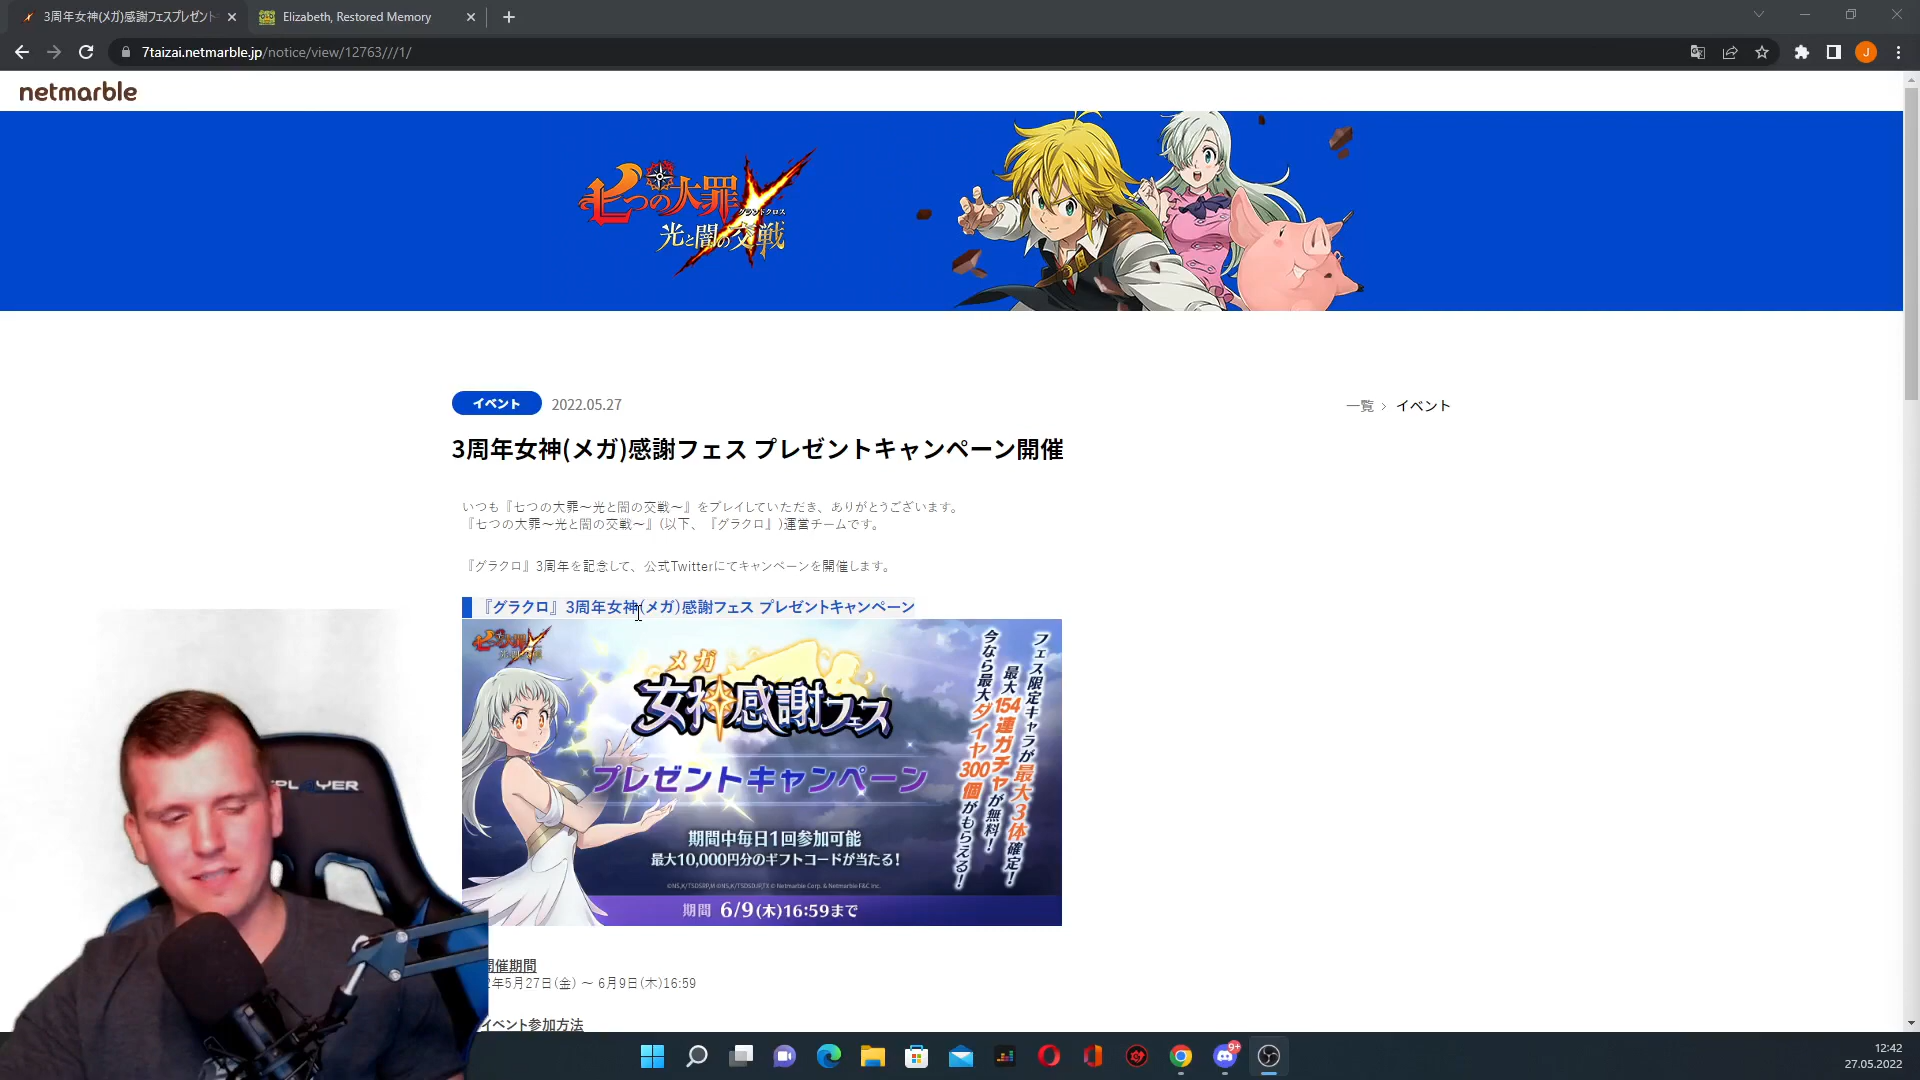 3周年女神(メガ)感謝フェスプレゼント
Elizabeth, Restored Memory
7taizai.netmarble.jp/notice/view/12763///1/
J
netmarble
七つの大罪
グランドクロス
光と闇の交戦
イベント
2022.05.27
一覧 > イベント
3周年女神(メガ)感謝フェス プレゼントキャンペーン開催
いつも『七つの大罪～光と闇の交戦～』をプレイしていただき、ありがとうございます。
『七つの大罪～光と闇の交戦～』(以下、『グラクロ』)運営チームです。
『グラクロ』3周年を記念して、公式Twitterにてキャンペーンを開催します。
『グラクロ』3周年女神(メガ)感謝フェス プレゼントキャンペーン
七つの大罪
メガ
女神感謝フェス
プレゼントキャンペーン
期間中毎日1回参加可能
最大10,000円分のギフトコードが当たる!
フェス限定キャラが最大3体確定!
最大154連ガチャが無料!
今なら最大ダイヤ300個がもらえる!
期間 6/9(木)16:59まで
開催期間
2年5月27日(金) ～ 6月9日(木)16:59
イベント参加方法
PLAYER
9+
12:42
27.05.2022